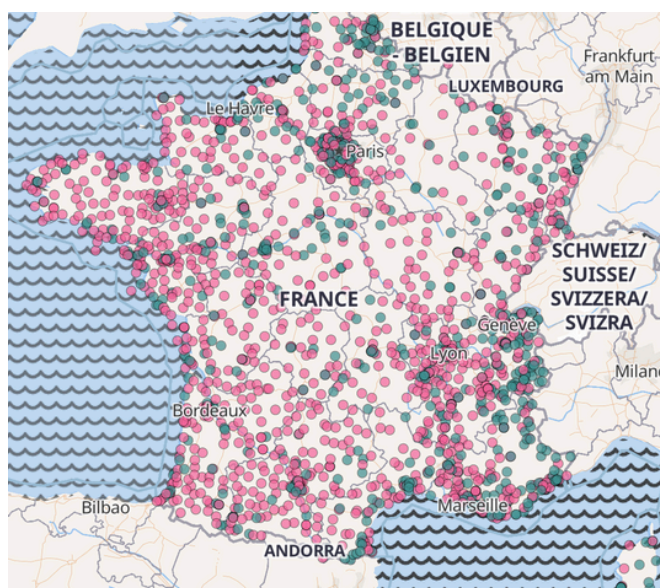 BELGIQUE
- BELGIEN
Frankfurt
am Main
LUXEMBOURG
Le Havre
Paris
SCHWEIZ/
SUISSE/
SVIZZERA/
SVIZRA
FRANCE
Genève
Lyon
Milano
Bordeaux
Bilbao
Marseille
ANDORRA